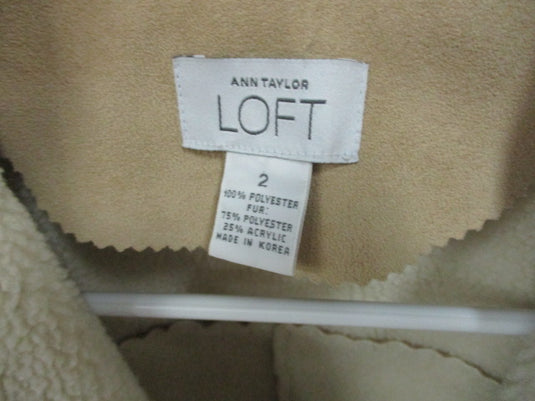 ANN TAYLOR
LOFT
2
100% POLYESTER
FUR:
75% POLYESTER
25% ACRYLIC
MADE IN KOREA